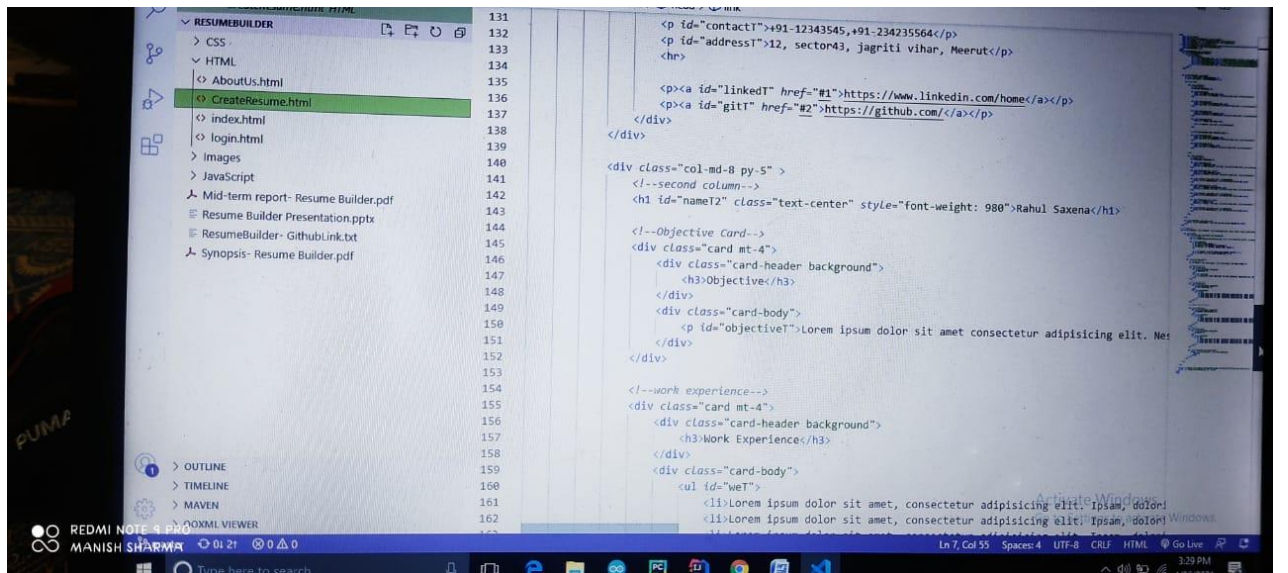 RESUMEBUILDER
> CSS
HTML
<> AboutUs.html
<> CreateResume.html
<> index.html
<> login.html
> Images
> JavaScript
Mid-term report- Resume Builder.pdf
Resume Builder Presentation.pptx
ResumeBuilder- GithubLink.txt
Synopsis- Resume Builder.pdf
> OUTLINE
> TIMELINE
> MAVEN
OOXML VIEWER
131
132 <p id="contactT">+91-12343545,+91-234235564</p>
133 <p id="addressT">12, sector43, jagriti vihar, Meerut</p>
134 <hr>
135
136 <p><a id="linkedT" href="#1">https://www.linkedin.com/home</a></p>
137 <p><a id="gitT" href="#2">https://github.com/</a></p>
138 </div>
139 </div>
140
141 <div class="col-md-8 py-5" >
142 <!--second column-->
143 <h1 id="nameT2" class="text-center" style="font-weight: 980">Rahul Saxena</h1>
144
145 <!--Objective Card-->
146 <div class="card mt-4">
147 <div class="card-header background">
148 <h3>Objective</h3>
149 </div>
150 <div class="card-body">
151 <p id="objectiveT">Lorem ipsum dolor sit amet consectetur adipisicing elit. Nes
152 </div>
153 </div>
154
155 <!--work experience-->
156 <div class="card mt-4">
157 <div class="card-header background">
158 <h3>Work Experience</h3>
159 </div>
160 <div class="card-body">
161 <ul id="weT">
162 <li>Lorem ipsum dolor sit amet, consectetur adipisicing elit. Ipsam, dolori
<li>Lorem ipsum dolor sit amet, consectetur adipisicing elit. Ipsam, dolori
Activate Windows
Windows.
0↓ 2↑ 0 0
Ln 7, Col 55 Spaces: 4 UTF-8 CRLF HTML Go Live
Type here to search
3:29 PM
PUMA
REDMI NOTE 9 PRO
MANISH SHARMA